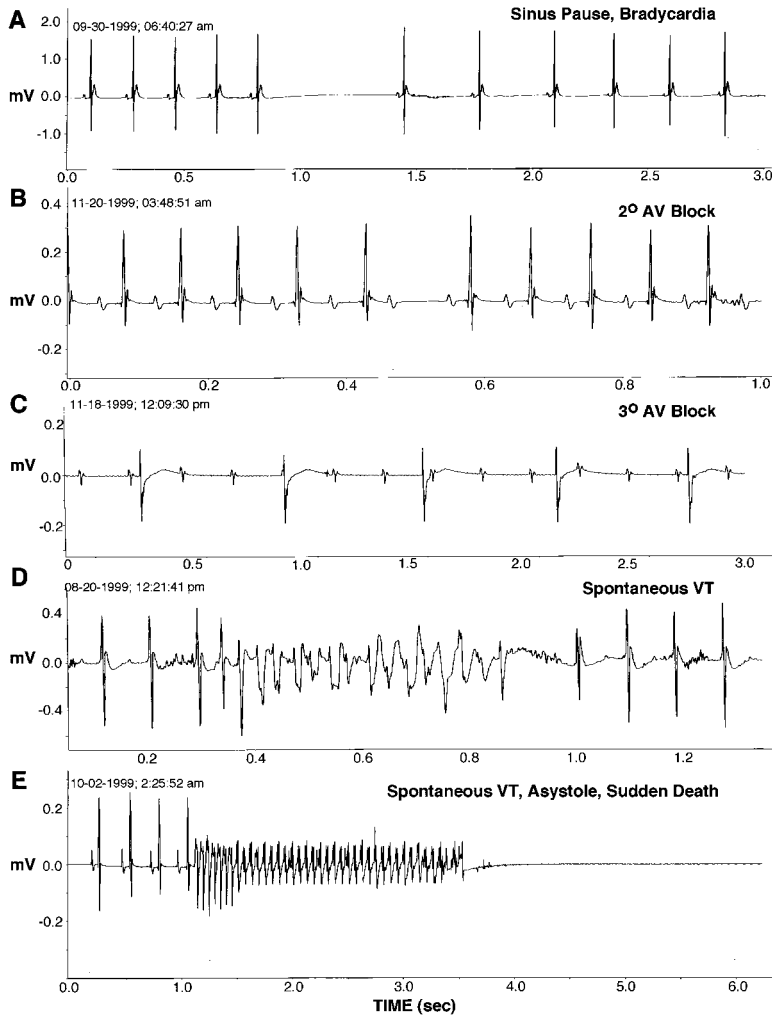 A
Sinus Pause, Bradycardia
09-30-1999; 06:40:27 am
2.0
1.0
mV
0.0
-1.0
0.0 0.5 1.0 1.5 2.0 2.5 3.0
B
0.4
11-20-1999; 03:48:51 am
2º AV Block
0.2
mV
0.0
-0.2
0.0 0.2 0.4 0.6 0.8 1.0
C
11-18-1999; 12:09:30 pm
3º AV Block
0.2
mV
0.0
-0.2
0 0.5 1.0 1.5 2.0 2.5 3.0
D
08-20-1999; 12:21:41 pm
Spontaneous VT
0.4
mV
0.0
-0.4
0.2 0.4 0.6 0.8 1.0 1.2
E
10-02-1999; 2:25:52 am
Spontaneous VT, Asystole, Sudden Death
0.2
mV
0.0
-0.2
0.0 1.0 2.0 3.0 4.0 5.0 6.0
TIME (sec)